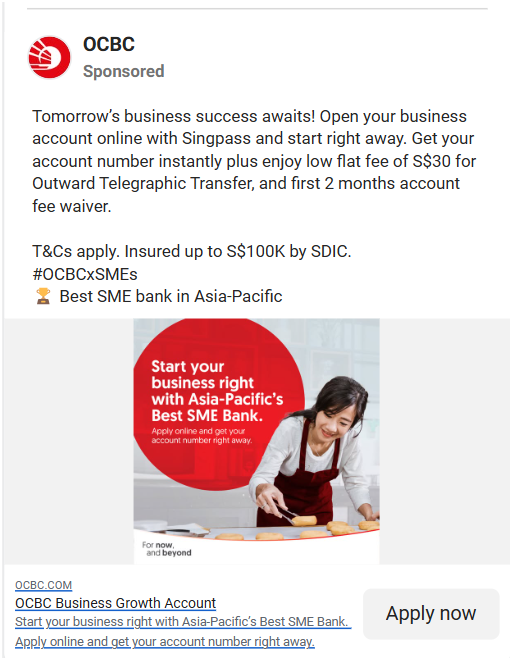 OCBC
Sponsored
Tomorrow’s business success awaits! Open your business
account online with Singpass and start right away. Get your
account number instantly plus enjoy low flat fee of S$30 for
Outward Telegraphic Transfer, and first 2 months account
fee waiver.
T&Cs apply. Insured up to S$100K by SDIC.
#OCBCxSMEs
🏆 Best SME bank in Asia-Pacific
Start your
business right
with Asia-Pacific’s
Best SME Bank.
Apply online and get your
account number right away.
For now,
and beyond
OCBC.COM
OCBC Business Growth Account
Start your business right with Asia-Pacific’s Best SME Bank.
Apply online and get your account number right away.
Apply now